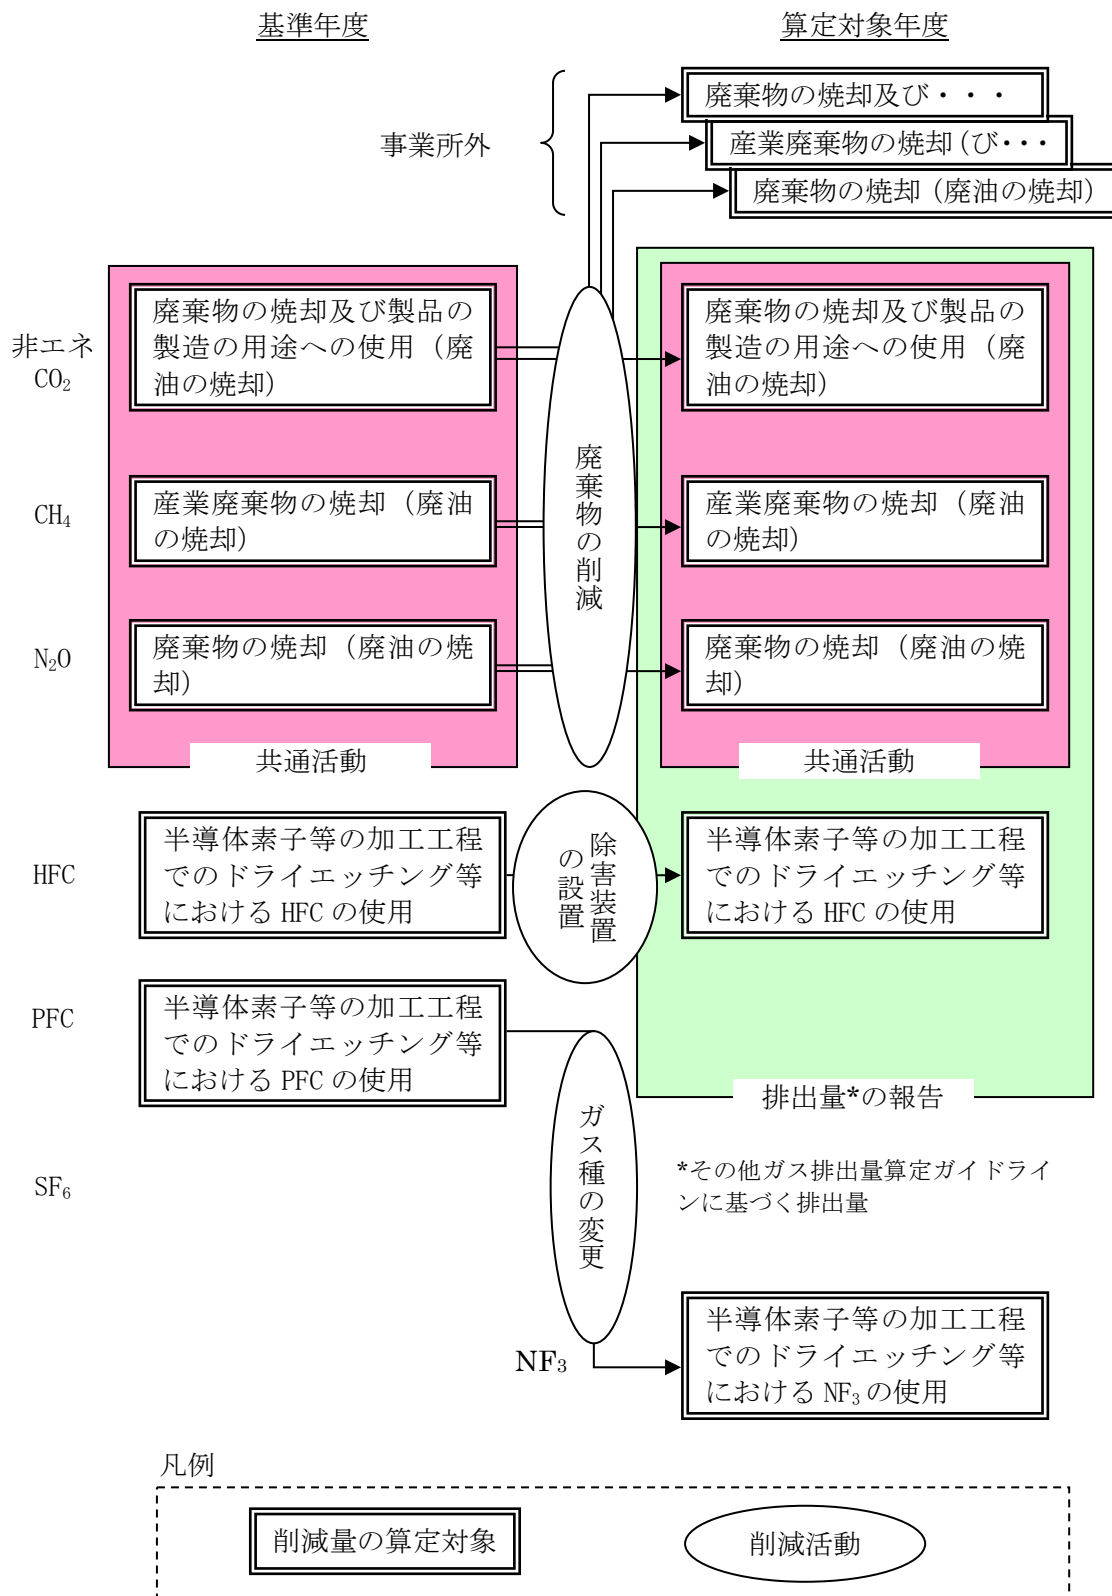 基準年度
算定対象年度
廃棄物の焼却及び・・・
産業廃棄物の焼却(び・・・
廃棄物の焼却（廃油の焼却）
事業所外
非エネ
CO₂
廃棄物の焼却及び製品の
製造の用途への使用（廃
油の焼却）
廃棄物の焼却及び製品の
製造の用途への使用（廃
油の焼却）
廃棄物の削減
CH₄
産業廃棄物の焼却（廃油
の焼却）
産業廃棄物の焼却（廃油
の焼却）
N₂O
廃棄物の焼却（廃油の焼
却）
廃棄物の焼却（廃油の焼
却）
共通活動
共通活動
HFC
半導体素子等の加工工程
でのドライエッチング等
における HFC の使用
除害装置
の設置
半導体素子等の加工工程
でのドライエッチング等
における HFC の使用
PFC
半導体素子等の加工工程
でのドライエッチング等
における PFC の使用
排出量*の報告
ガス種の変更
SF₆
*その他ガス排出量算定ガイドライ
ンに基づく排出量
NF₃
半導体素子等の加工工程
でのドライエッチング等
における NF₃ の使用
凡例
削減量の算定対象
削減活動